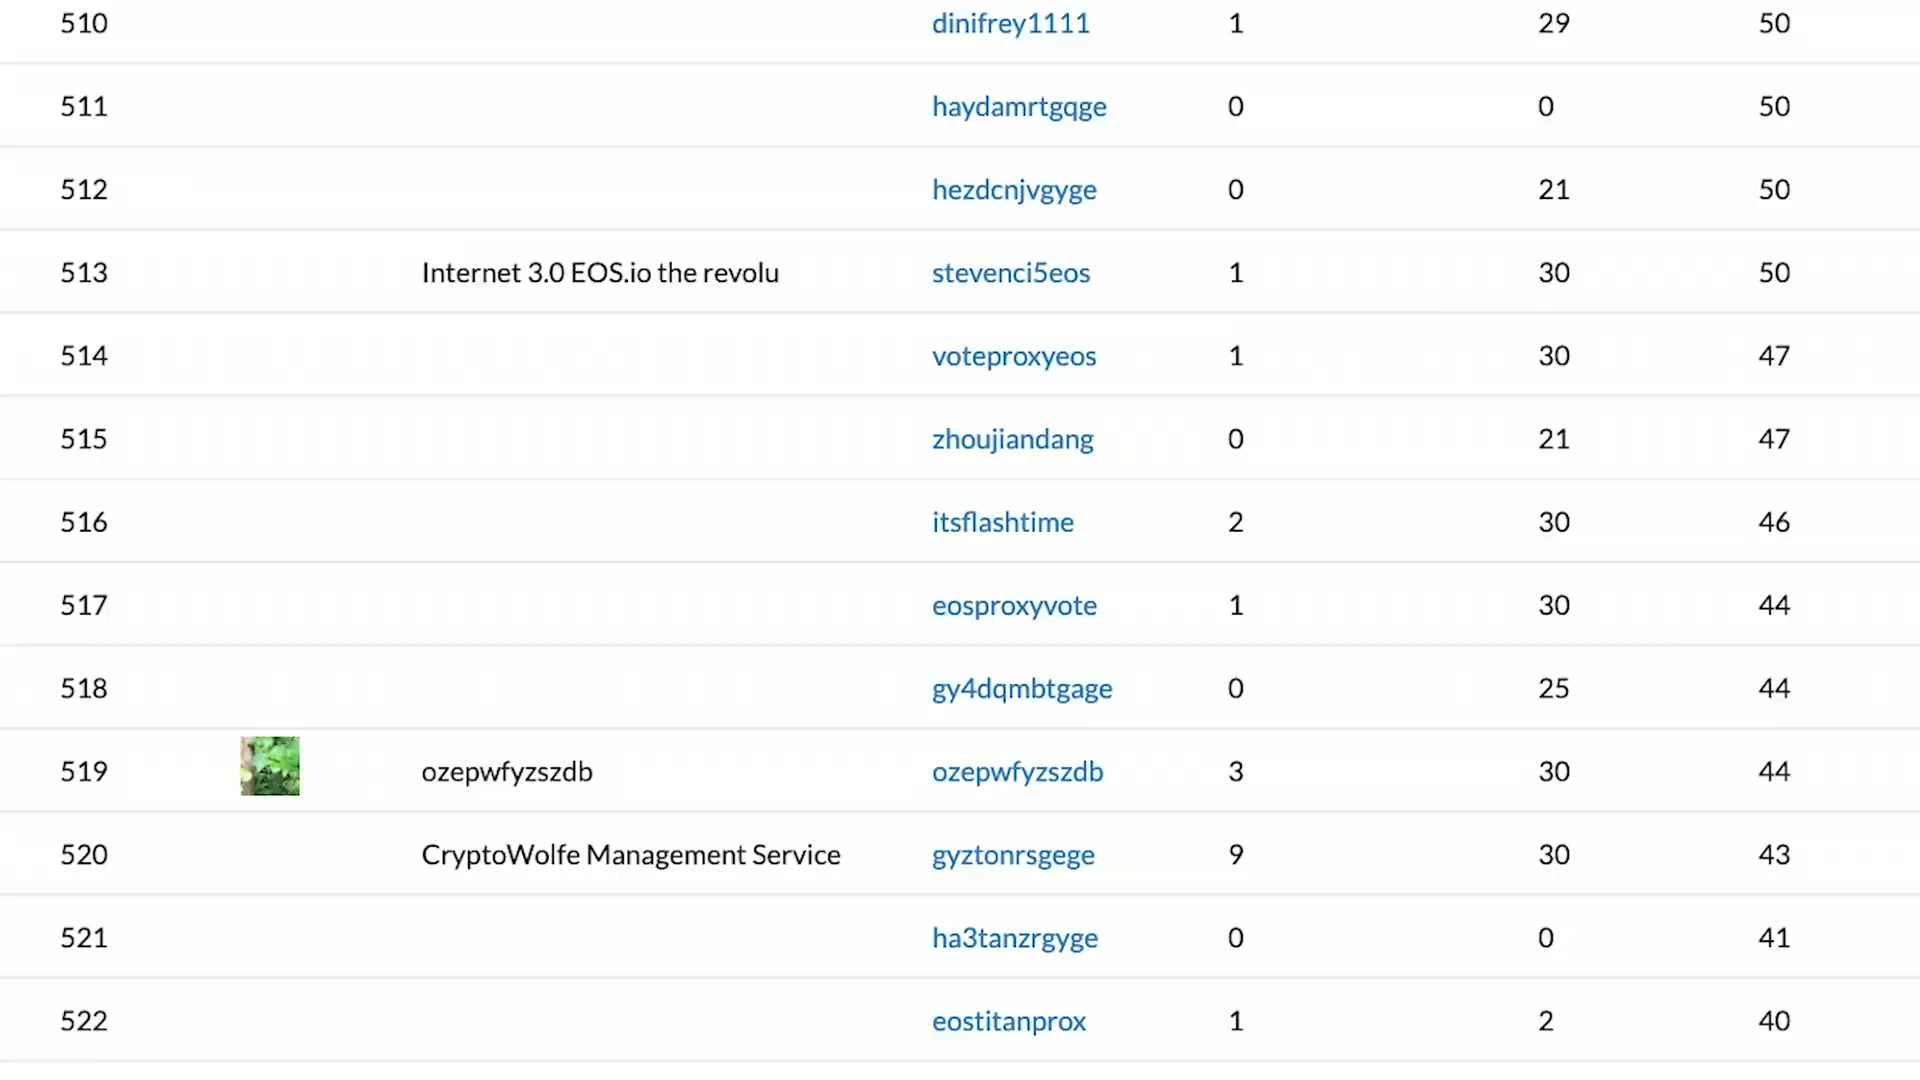 510 dinifrey1111 1 29 50
511 haydamrtgqge 0 0 50
512 hezdcnjvgyge 0 21 50
513 Internet 3.0 EOS.io the revolu stevenci5eos 1 30 50
514 voteproxyeos 1 30 47
515 zhoujiandang 0 21 47
516 itsflashtime 2 30 46
517 eosproxyvote 1 30 44
518 gy4dqmbtgage 0 25 44
519 ozepwfyzszdb ozepwfyzszdb 3 30 44
520 CryptoWolfe Management Service gyztonrsgege 9 30 43
521 ha3tanzrgyge 0 0 41
522 eostitanprox 1 2 40